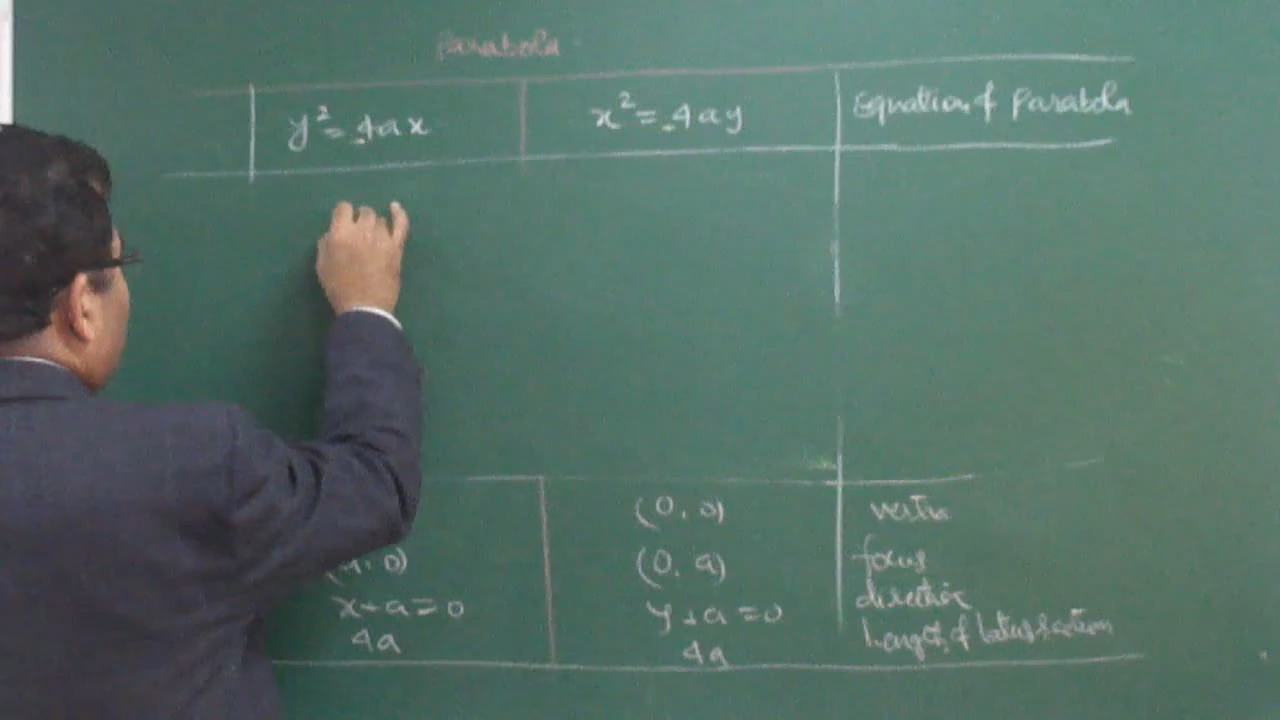 Parabola
y² = 4ax x² = 4ay Equation of Parabola
(0, 0) vertex
(a, 0) (0, a) focus
x+a=0 y+a=0 directrix
4a 4a Length of latus rectum